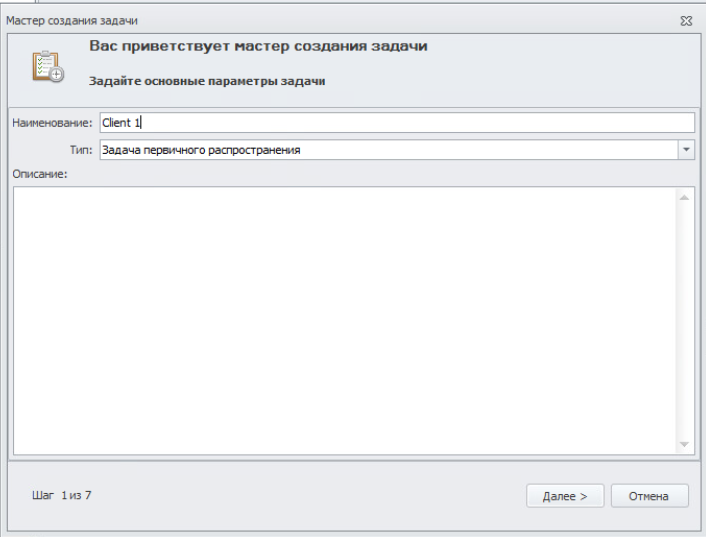 Мастер создания задачи
Вас приветствует мастер создания задачи
Задайте основные параметры задачи
Наименование: Client 1
Тип: Задача первичного распространения
Описание:
Шаг 1 из 7 Далее > Отмена